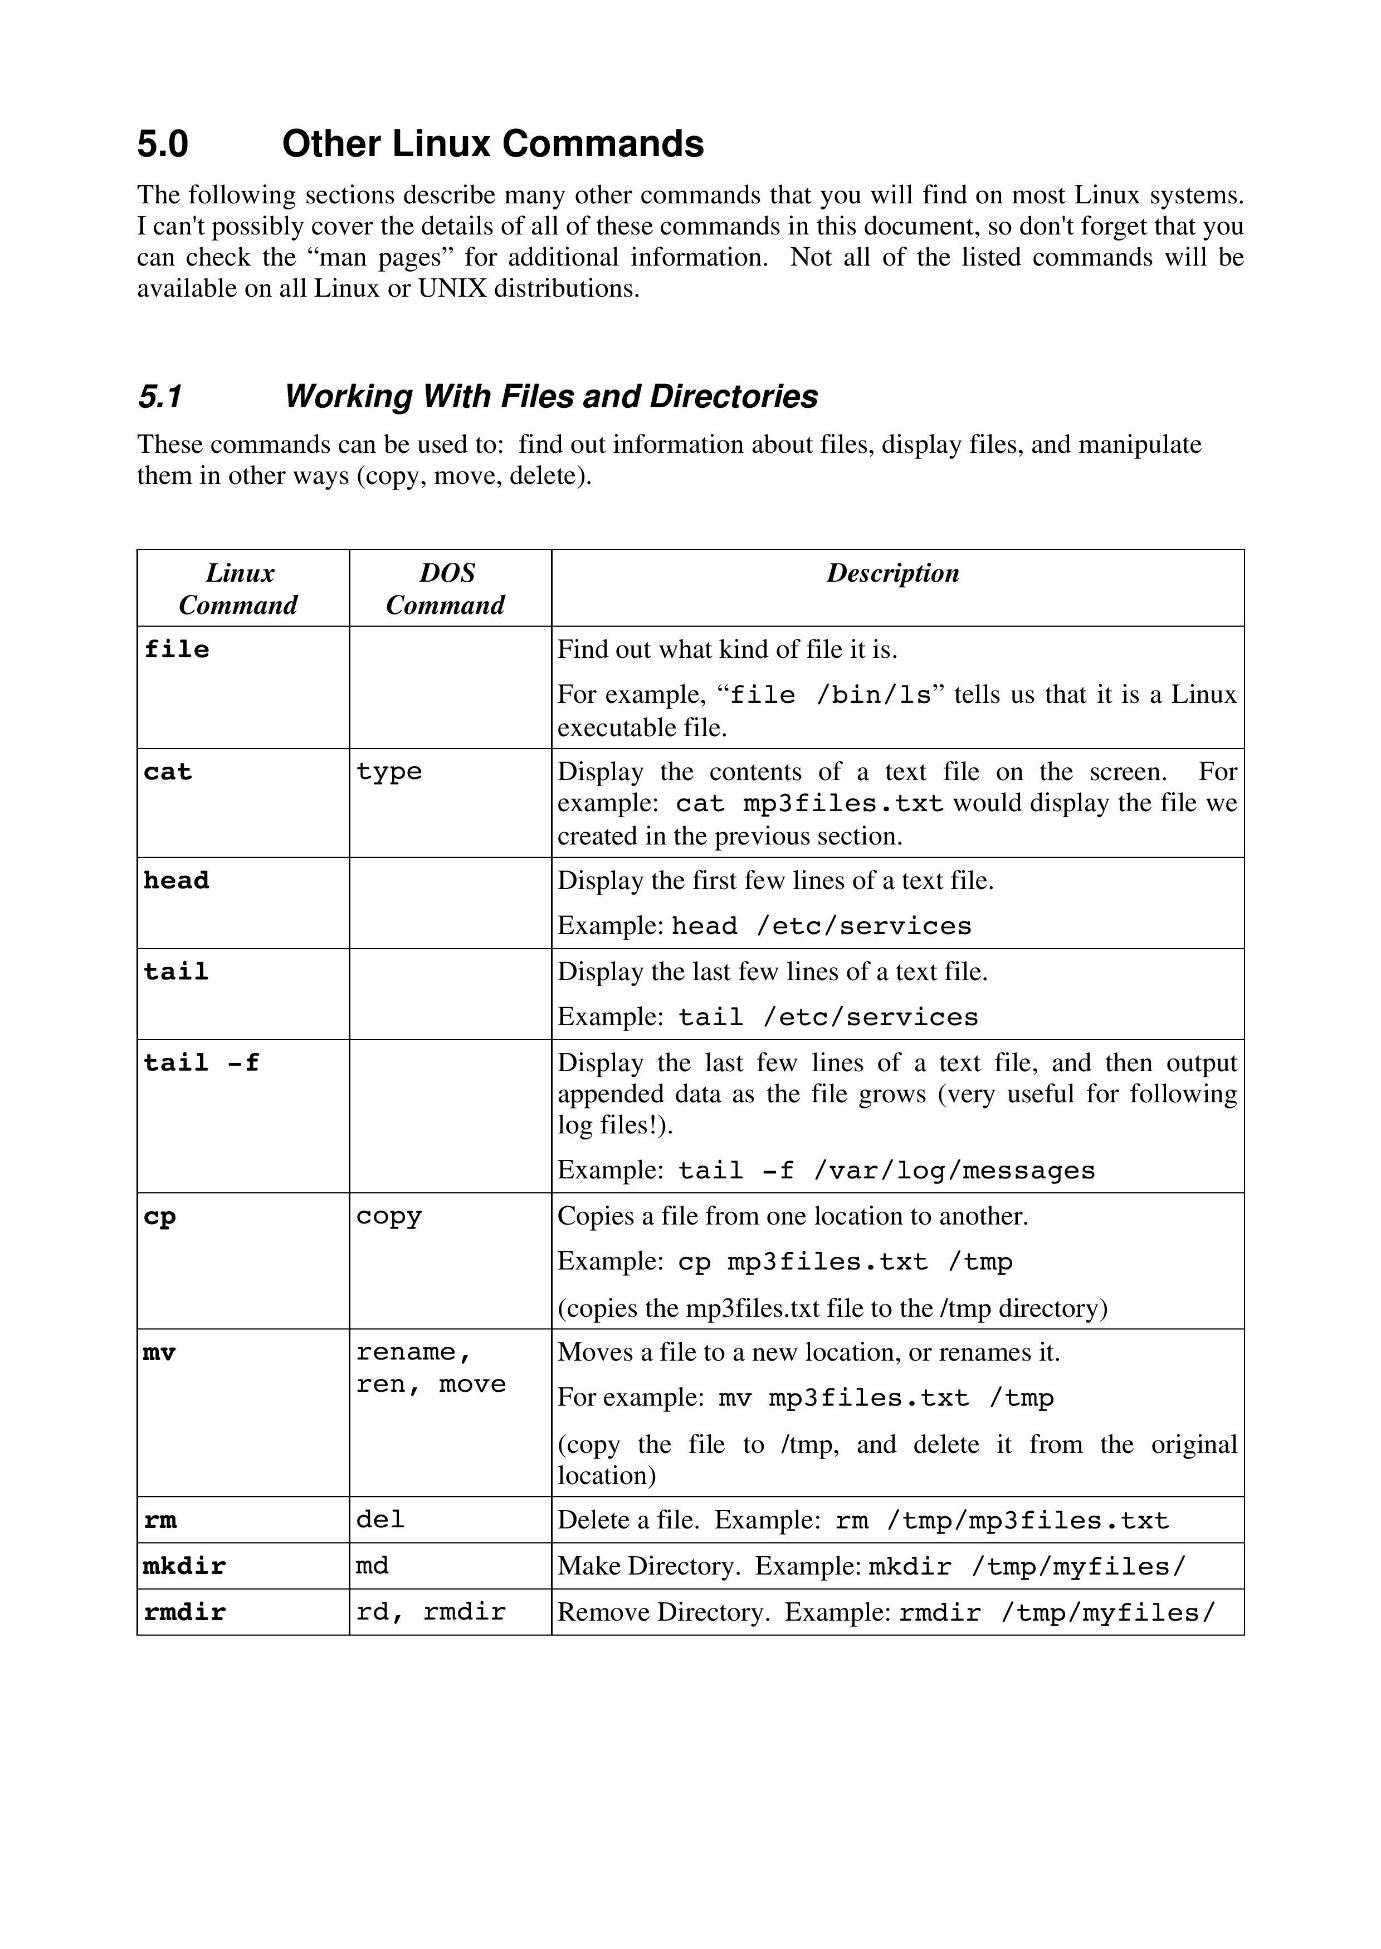 5.0 Other Linux Commands
The following sections describe many other commands that you will find on most Linux systems.
I can't possibly cover the details of all of these commands in this document, so don't forget that you
can check the “man pages” for additional information. Not all of the listed commands will be
available on all Linux or UNIX distributions.
5.1 Working With Files and Directories
These commands can be used to: find out information about files, display files, and manipulate
them in other ways (copy, move, delete).
Linux
Command
DOS
Command
Description
file
Find out what kind of file it is.
For example, “file /bin/ls” tells us that it is a Linux
executable file.
cat
type
Display the contents of a text file on the screen. For
example: cat mp3files.txt would display the file we
created in the previous section.
head
Display the first few lines of a text file.
Example: head /etc/services
tail
Display the last few lines of a text file.
Example: tail /etc/services
tail -f
Display the last few lines of a text file, and then output
appended data as the file grows (very useful for following
log files!).
Example: tail -f /var/log/messages
cp
copy
Copies a file from one location to another.
Example: cp mp3files.txt /tmp
(copies the mp3files.txt file to the /tmp directory)
mv
rename,
ren, move
Moves a file to a new location, or renames it.
For example: mv mp3files.txt /tmp
(copy the file to /tmp, and delete it from the original
location)
rm
del
Delete a file. Example: rm /tmp/mp3files.txt
mkdir
md
Make Directory. Example: mkdir /tmp/myfiles/
rmdir
rd, rmdir
Remove Directory. Example: rmdir /tmp/myfiles/